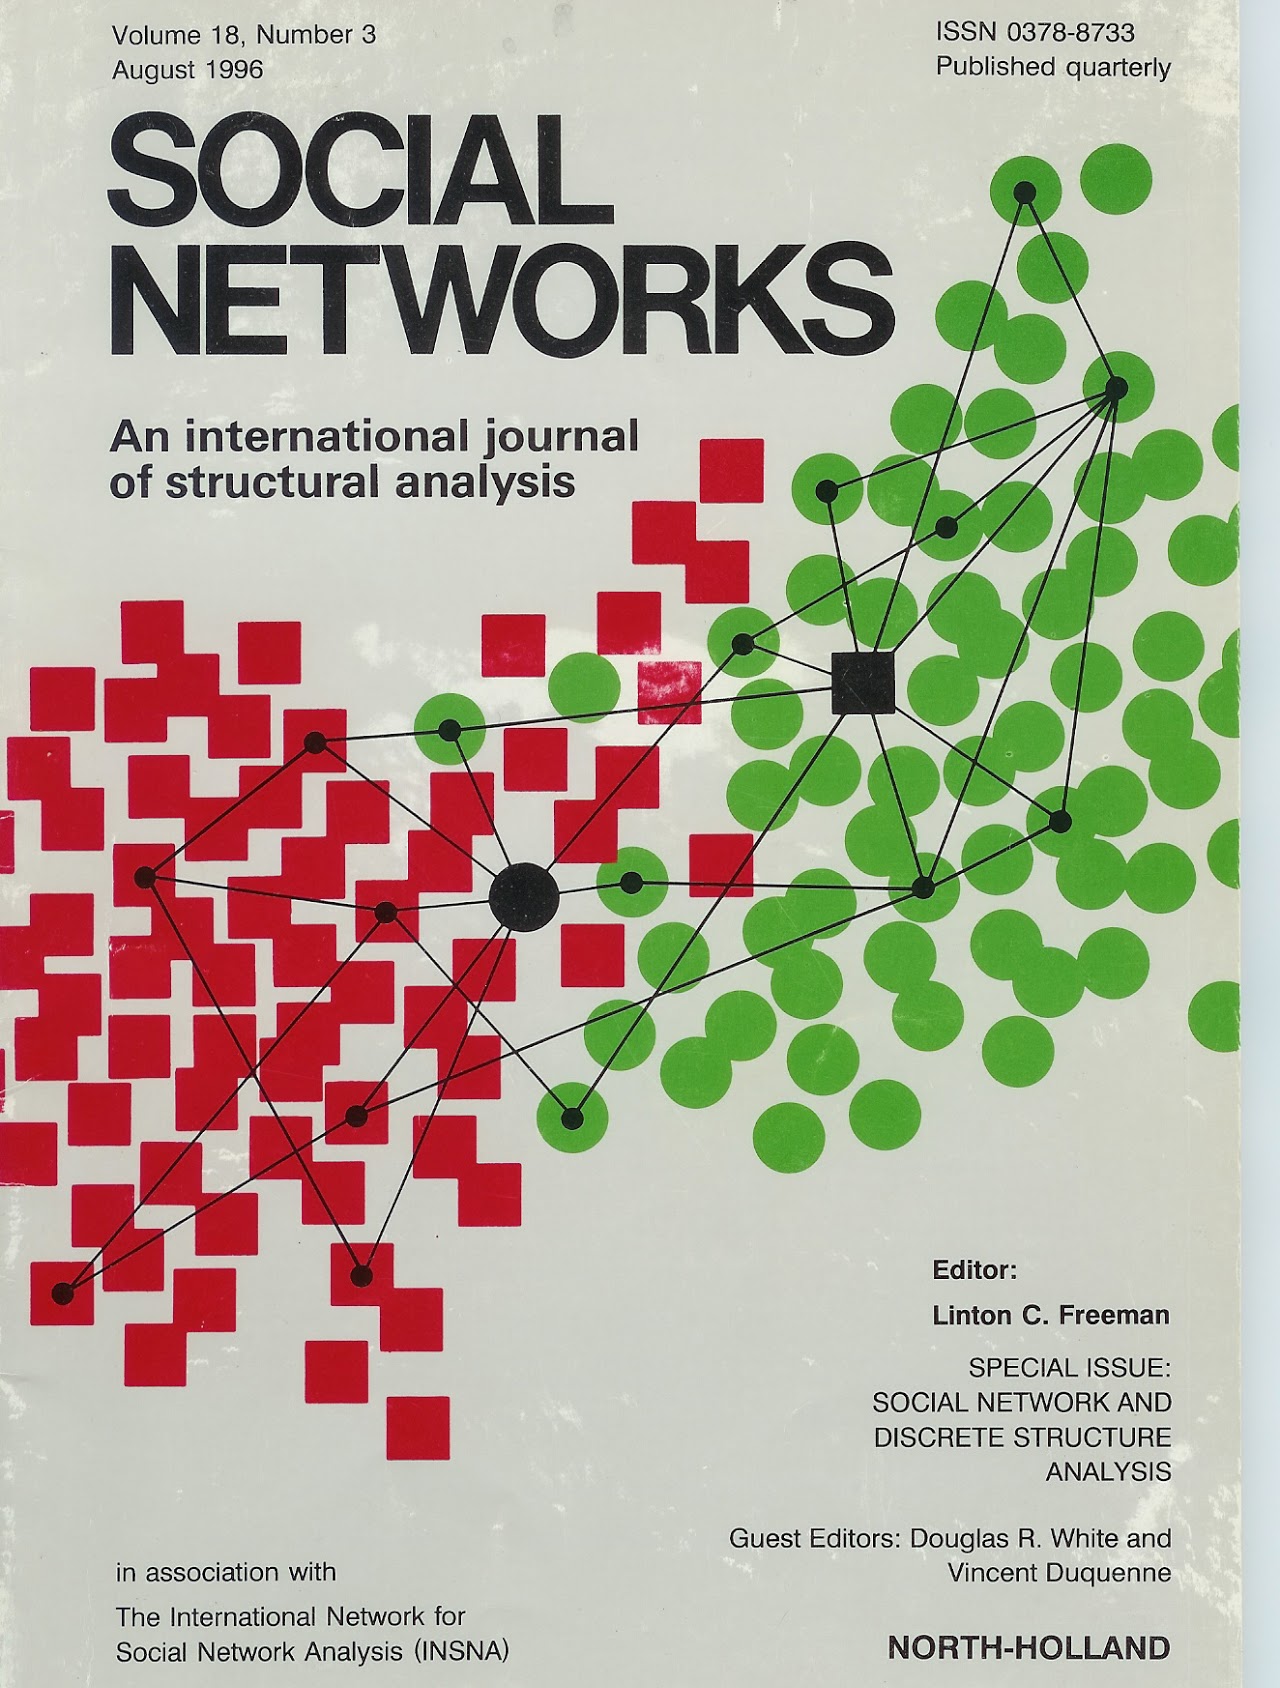 Volume 18, Number 3
August 1996
ISSN 0378-8733
Published quarterly
SOCIAL
NETWORKS
An international journal
of structural analysis
Editor:
Linton C. Freeman
SPECIAL ISSUE:
SOCIAL NETWORK AND
DISCRETE STRUCTURE
ANALYSIS
Guest Editors: Douglas R. White and
Vincent Duquenne
in association with
The International Network for
Social Network Analysis (INSNA)
NORTH-HOLLAND